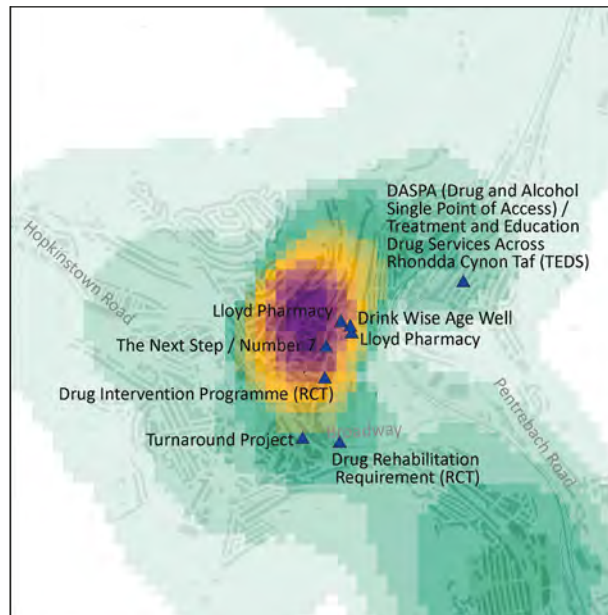 DASPA (Drug and Alcohol
Single Point of Access) /
Treatment and Education
Drug Services Across
Rhondda Cynon Taf (TEDS)
Hopkinstown Road
Lloyd Pharmacy
Drink Wise Age Well
Lloyd Pharmacy
The Next Step / Number 7
Drug Intervention Programme (RCT)
Pentrebach Road
Broadway
Turnaround Project
Drug Rehabilitation
Requirement (RCT)